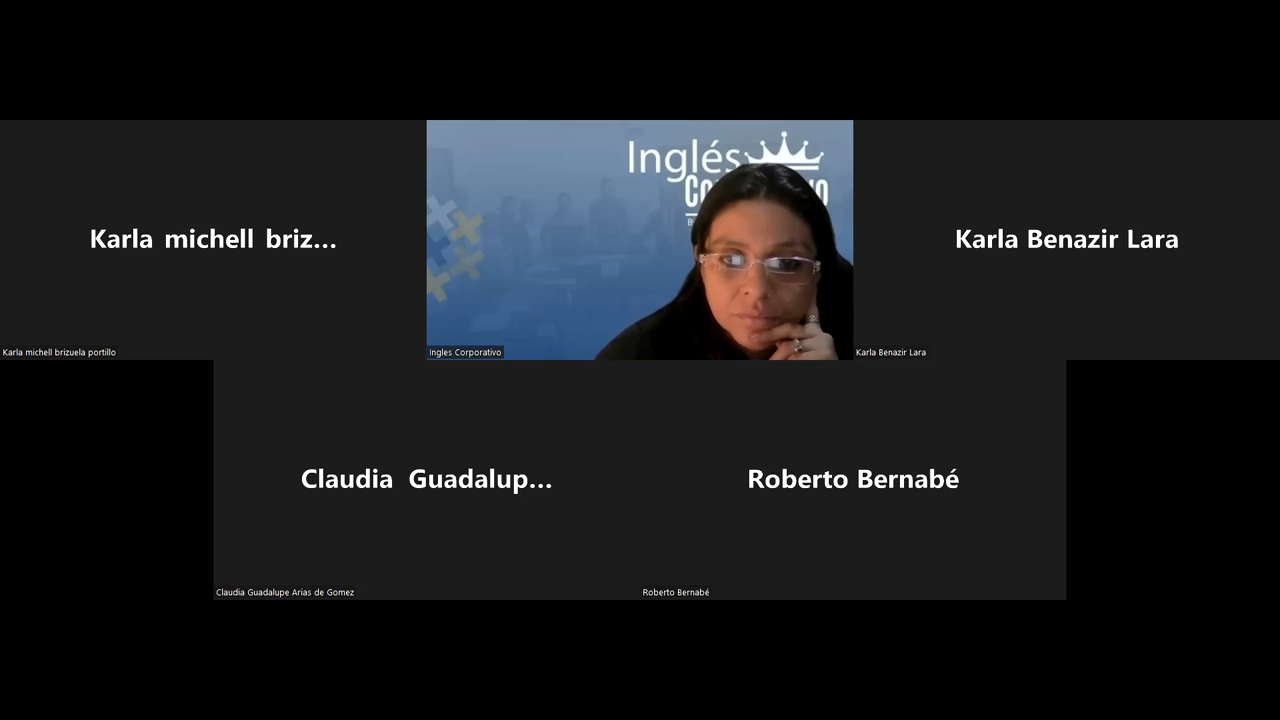 Karla michell briz...
Inglés
Karla Benazir Lara
Karla michell brizuela portillo
Ingles Corporativo
Karla Benazir Lara
Claudia Guadalup...
Roberto Bernabé
Claudia Guadalupe Arias de Gomez
Roberto Bernabé